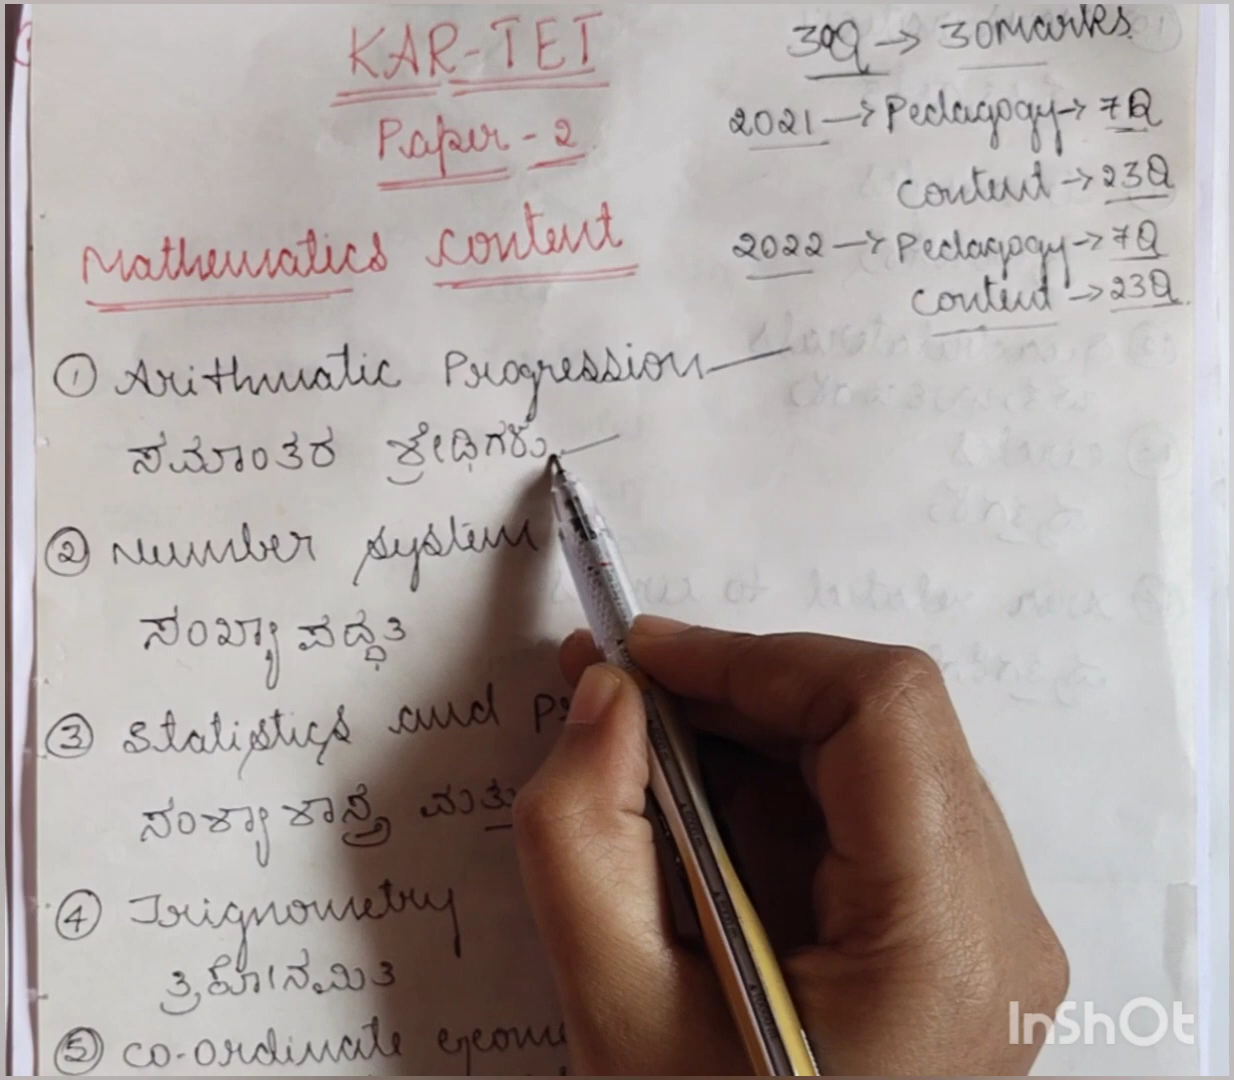 KAR-TET
Paper-2
30Q → 30Marks
2021 → Pedagogy → 7Q
Content → 23Q
2022 → Pedagogy → 7Q
Content → 23Q
Mathematics Content
① Arithmatic Progression
ಸಮಾಂತರ ಶ್ರೇಢಿಗಳು
② Number system
ಸಂಖ್ಯಾ ಪದ್ಧತಿ
③ Statistics and
ಸಂಖ್ಯಾಶಾಸ್ತ್ರ ಮತ್ತು
④ Trignometry
ತ್ರಿಕೋನಮಿತಿ
⑤ Co-ordinate
InShOt